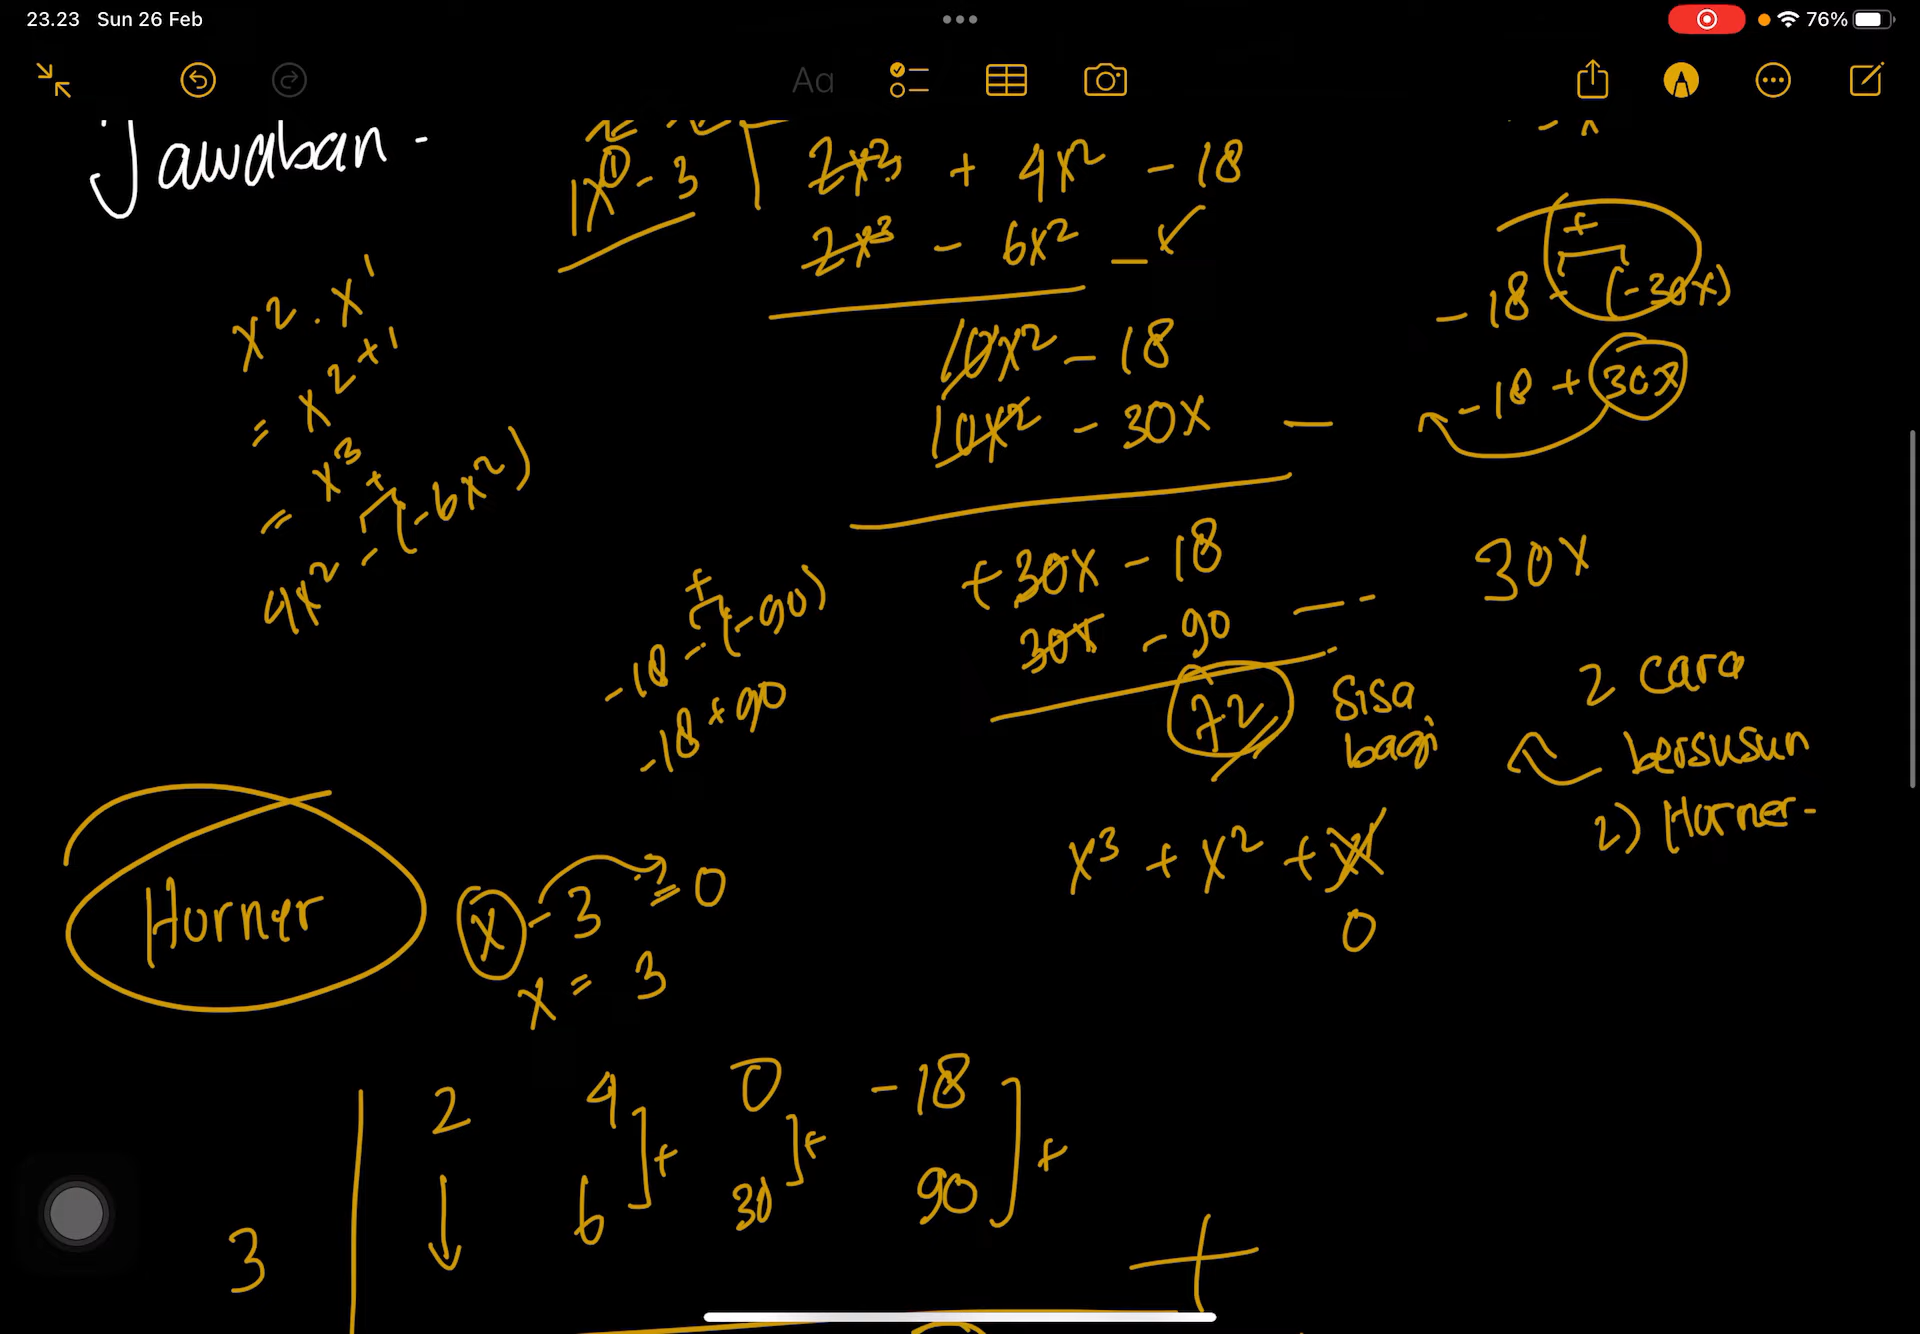 23.23 Sun 26 Feb
76%
Aa
Jawaban -
1x① - 3
2x³ + 4x² - 18
2x³ - 6x² -
10x² - 18
10x² - 30x -
+30x - 18
30x - 90 -
72
sisa
bagi
x² . x¹
= x²⁺¹
= x³
+
4x² - (-6x²)
+
-18 - (-90)
-18 + 90
+
-18 - (-30x)
-18 + 30x
30x
2 cara
bersusun
2) Horner-
x³ + x² + x
0
Horner
x - 3 = 0
x = 3
2 4 0 -18
+ + +
6 30 90
3
+